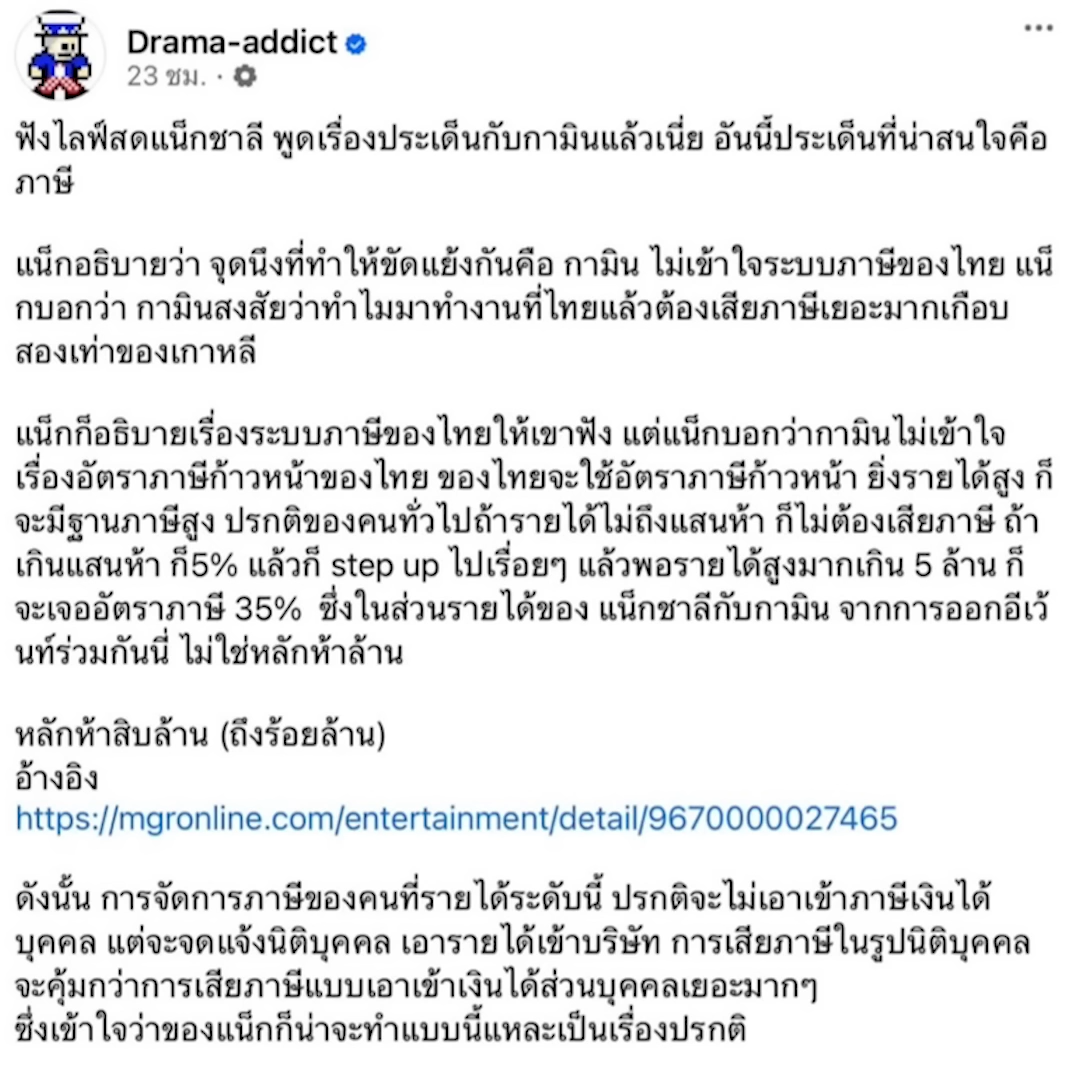 Drama-addict
23 ชม. ·
ฟังไลฟ์สดแน็กชาลี พูดเรื่องประเด็นกับกามินแล้วเนี่ย อันนี้ประเด็นที่น่าสนใจคือ
ภาษี
แน็กอธิบายว่า จุดนึงที่ทำให้ขัดแย้งกันคือ กามิน ไม่เข้าใจระบบภาษีของไทย แน็
กบอกว่า กามินสงสัยว่าทำไมมาทำงานที่ไทยแล้วต้องเสียภาษีเยอะมากเกือบ
สองเท่าของเกาหลี
แน็กก็อธิบายเรื่องระบบภาษีของไทยให้เขาฟัง แต่แน็กบอกว่ากามินไม่เข้าใจ
เรื่องอัตราภาษีก้าวหน้าของไทย ของไทยจะใช้อัตราภาษีก้าวหน้า ยิ่งรายได้สูง ก็
จะมีฐานภาษีสูง ปรกติของคนทั่วไปถ้ารายได้ไม่ถึงแสนห้า ก็ไม่ต้องเสียภาษี ถ้า
เกินแสนห้า ก็5% แล้วก็ step up ไปเรื่อยๆ แล้วพอรายได้สูงมากเกิน 5 ล้าน ก็
จะเจออัตราภาษี 35% ซึ่งในส่วนรายได้ของ แน็กชาลีกับกามิน จากการออกอีเว้
นท์ร่วมกันนี่ ไม่ใช่หลักห้าล้าน
หลักห้าสิบล้าน (ถึงร้อยล้าน)
อ้างอิง
https://mgronline.com/entertainment/detail/9670000027465
ดังนั้น การจัดการภาษีของคนที่รายได้ระดับนี้ ปรกติจะไม่เอาเข้าภาษีเงินได้
บุคคล แต่จะจดแจ้งนิติบุคคล เอารายได้เข้าบริษัท การเสียภาษีในรูปนิติบุคคล
จะคุ้มกว่าการเสียภาษีแบบเอาเข้าเงินได้ส่วนบุคคลเยอะมากๆ
ซึ่งเข้าใจว่าของแน็กก็น่าจะทำแบบนี้แหละเป็นเรื่องปรกติ